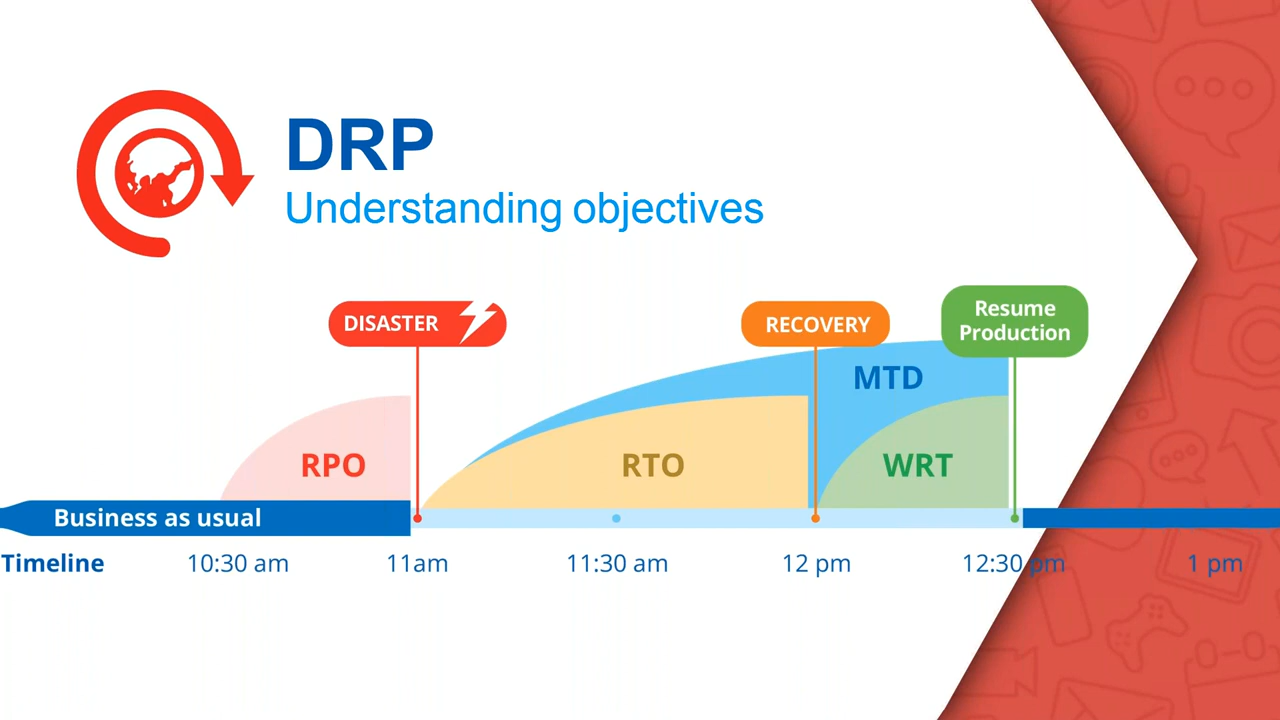 DRP
Understanding objectives
DISASTER
RECOVERY
Resume
Production
MTD
RPO
RTO
WRT
Business as usual
Timeline
10:30 am
11am
11:30 am
12 pm
12:30 pm
1 pm